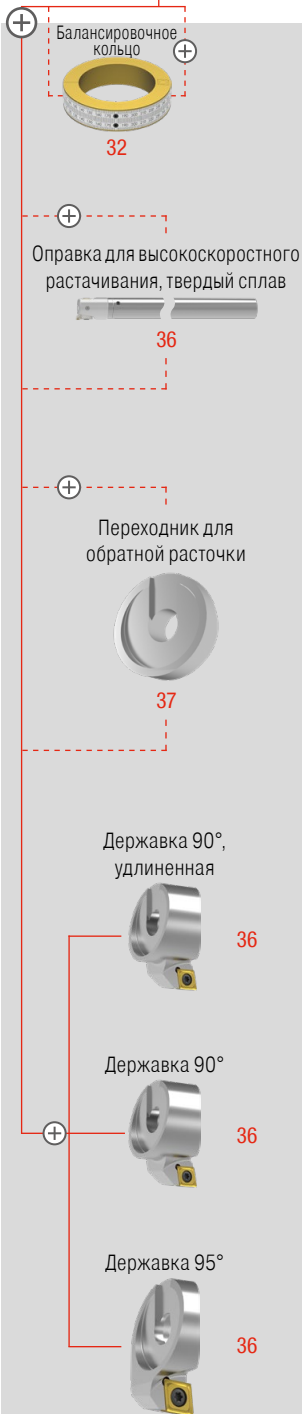 Балансировочное
кольцо
32
Оправка для высокоскоростного
растачивания, твердый сплав
36
Переходник для
обратной расточки
37
Державка 90°,
удлиненная
36
Державка 90°
36
Державка 95°
36